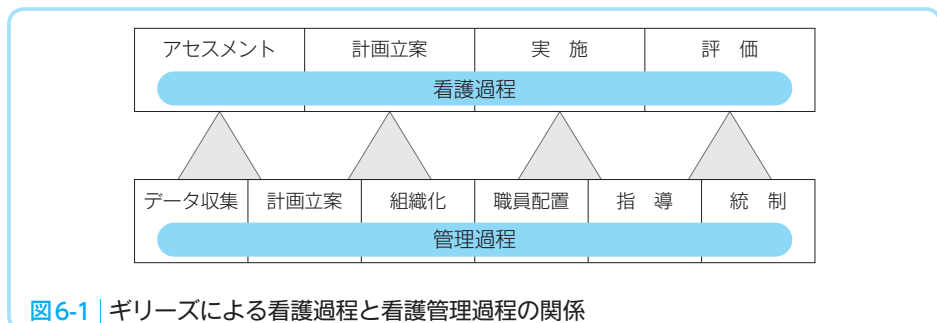 アセスメント 計画立案 実　施 評　価
看護過程
データ収集 計画立案 組織化 職員配置 指　導 統　制
管理過程
図6-1｜ギリーズによる看護過程と看護管理過程の関係